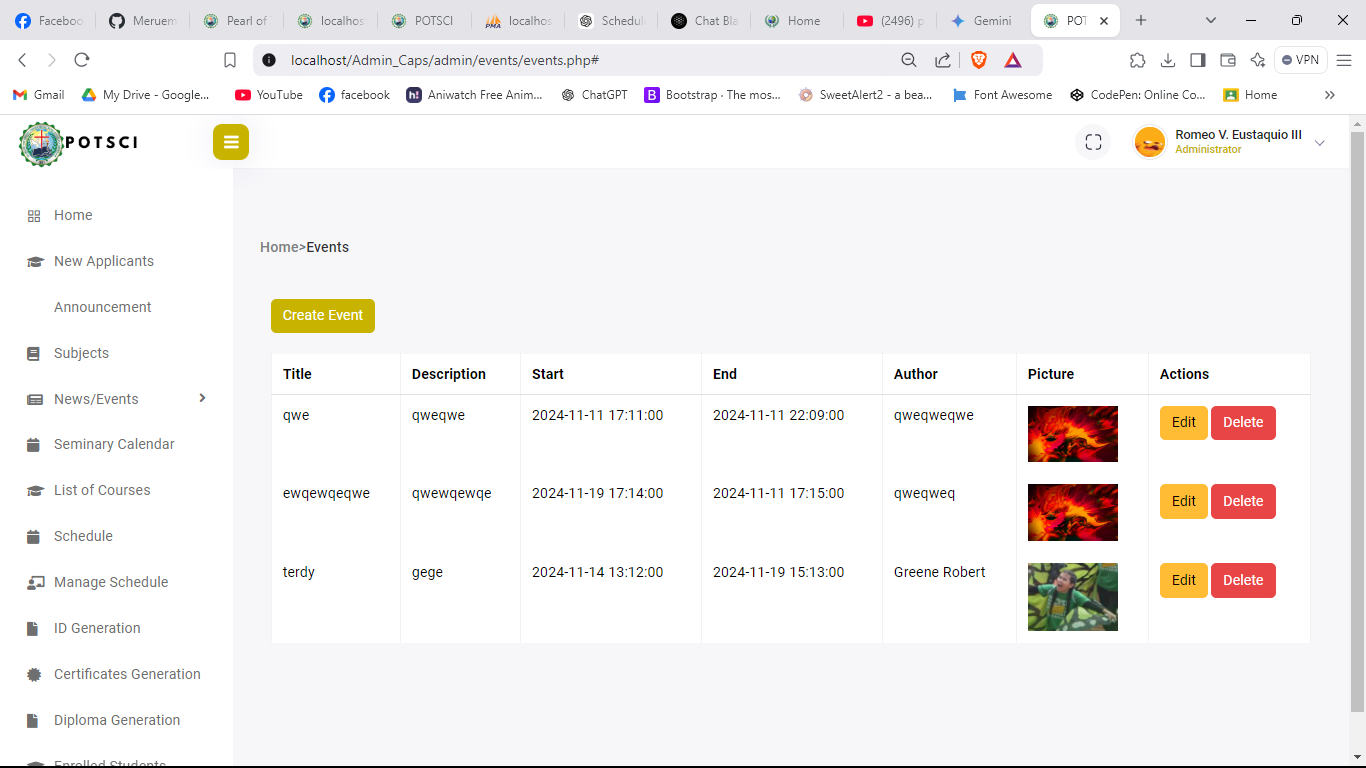 Faceboo Meruem Pearl of localhos POTSCI localhos Schedul Chat Bla Home (2496) p Gemini POT
localhost/Admin_Caps/admin/events/events.php# VPN
Gmail My Drive - Google... YouTube facebook Aniwatch Free Anim... ChatGPT Bootstrap · The mos... SweetAlert2 - a bea... Font Awesome CodePen: Online Co... Home
POTSCI
Romeo V. Eustaquio III
Administrator
Home
New Applicants
Announcement
Subjects
News/Events
Seminary Calendar
List of Courses
Schedule
Manage Schedule
ID Generation
Certificates Generation
Diploma Generation
Enrolled Students
Home>Events
Create Event
Title Description Start End Author Picture Actions
qwe qweqwe 2024-11-11 17:11:00 2024-11-11 22:09:00 qweqweqwe Edit Delete
ewqewqeqwe qwewqewqe 2024-11-19 17:14:00 2024-11-11 17:15:00 qweqweq Edit Delete
terdy gege 2024-11-14 13:12:00 2024-11-19 15:13:00 Greene Robert Edit Delete